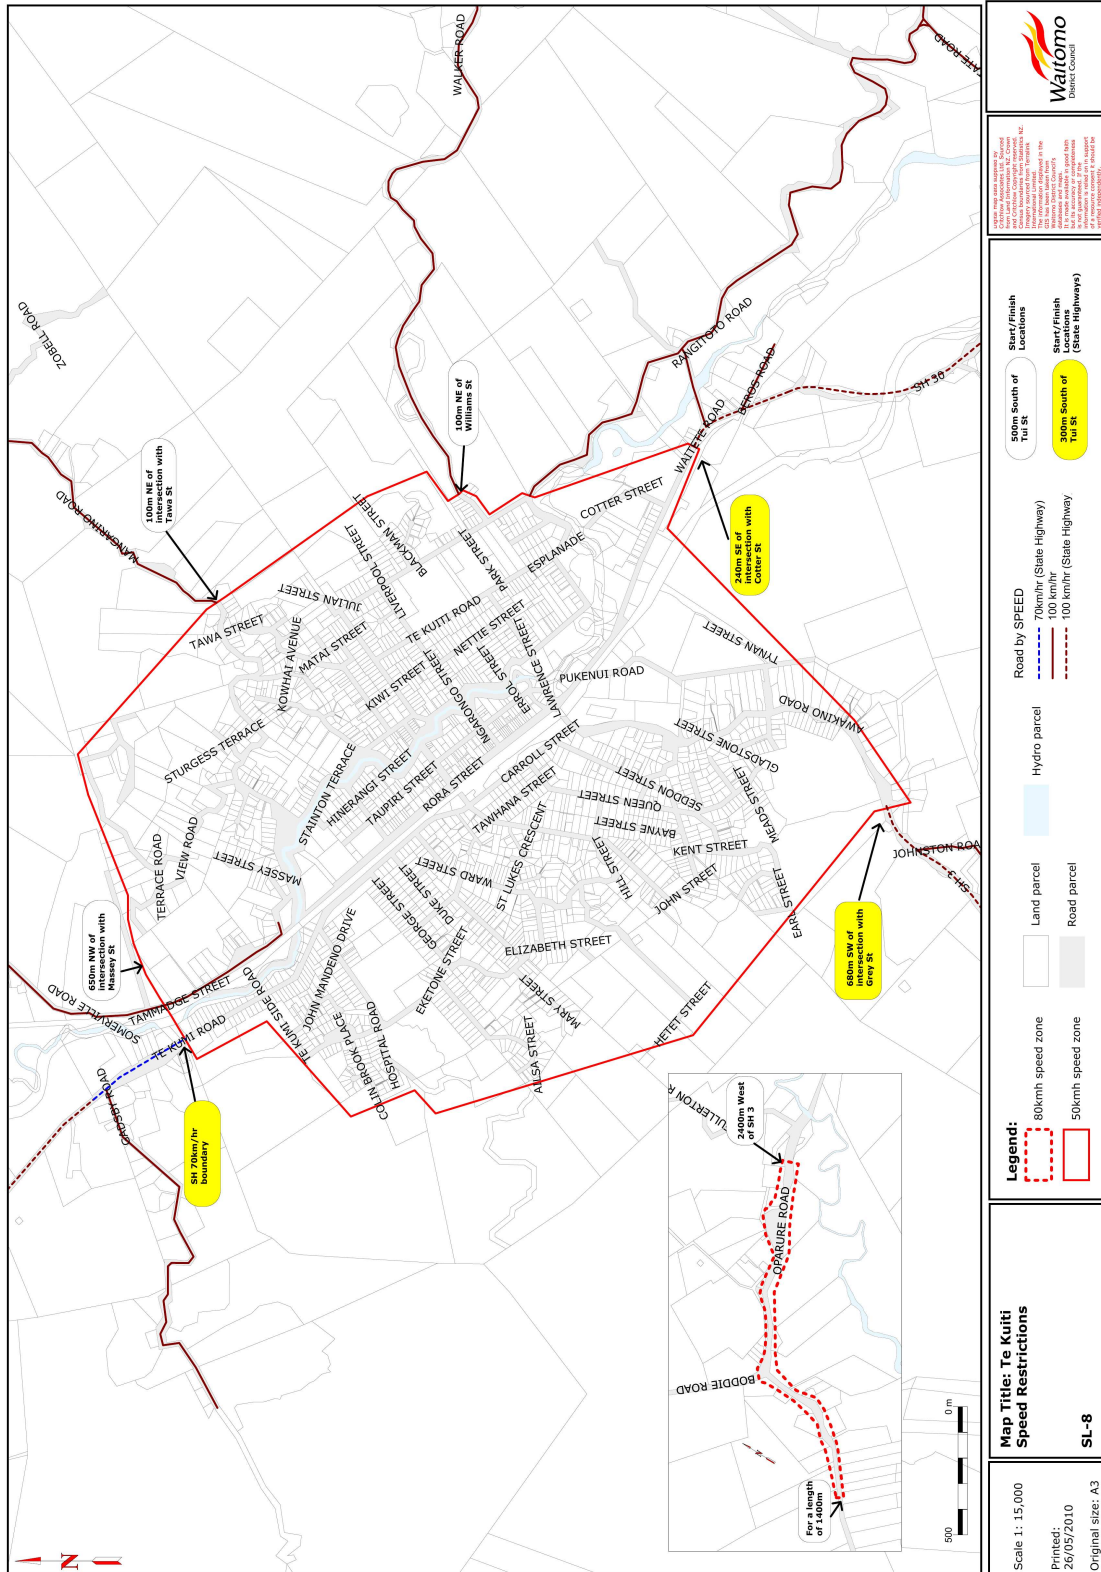 ZOBELL ROAD
WALKER ROAD
MANGARINO ROAD
100m NE of
intersection with
Tawa St
100m NE of
Williams St
RANGITOTO ROAD
BEROS ROAD
WAITETE ROAD
SH 30
240m SE of
intersection with
Cotter St
TAWA STREET
JULIAN STREET
LIVERPOOL STREET
BLACKMAN STREET
PARK STREET
ESPLANADE
COTTER STREET
KOWHAI AVENUE
MATAI STREET
TE KUITI ROAD
NETTIE STREET
KIWI STREET
NGARONGO STREET
ERROL STREET
LAWRENCE STREET
PUKENUI ROAD
TYNAN STREET
AWAKINO ROAD
GLADSTONE STREET
STURGESS TERRACE
STAINTON TERRACE
HINERANGI STREET
TAUPIRI STREET
RORA STREET
CARROLL STREET
TAWHANA STREET
SEDDON STREET
QUEEN STREET
BAYNE STREET
MEADS STREET
KENT STREET
TERRACE ROAD
VIEW ROAD
MASSEY STREET
WARD STREET
ST LUKES CRESCENT
HILL STREET
JOHN STREET
EARL STREET
GEORGE STREET
DUKE STREET
EKETONE STREET
ELIZABETH STREET
MARY STREET
AILSA STREET
HETET STREET
650m NW of
intersection with
Massey St
SOMERVILLE ROAD
TAMMADGE STREET
TE KUMI ROAD
TE KUMI SIDE ROAD
JOHN MANDENO DRIVE
COLIN BROOK PLACE
HOSPITAL ROAD
GADSBY ROAD
SH 70km/hr
boundary
680m SW of
intersection with
Grey St
JOHNSTON ROA
SH 3
ULLERTON R
2400m West
of SH 3
OPARURE ROAD
BODDIE ROAD
For a length
of 1400m
N
500
0 m
N
Waitomo
District Council
Start/Finish
Locations
500m South of
Tui St
Start/Finish
Locations
(State Highways)
300m South of
Tui St
Road by SPEED
70km/hr (State Highway)
100 km/hr
100 km/hr (State Highway
Hydro parcel
Land parcel
Road parcel
Legend:
80kmh speed zone
50kmh speed zone
Map Title: Te Kuiti
Speed Restrictions
SL-8
Scale 1: 15,000
Printed:
26/05/2010
Original size: A3